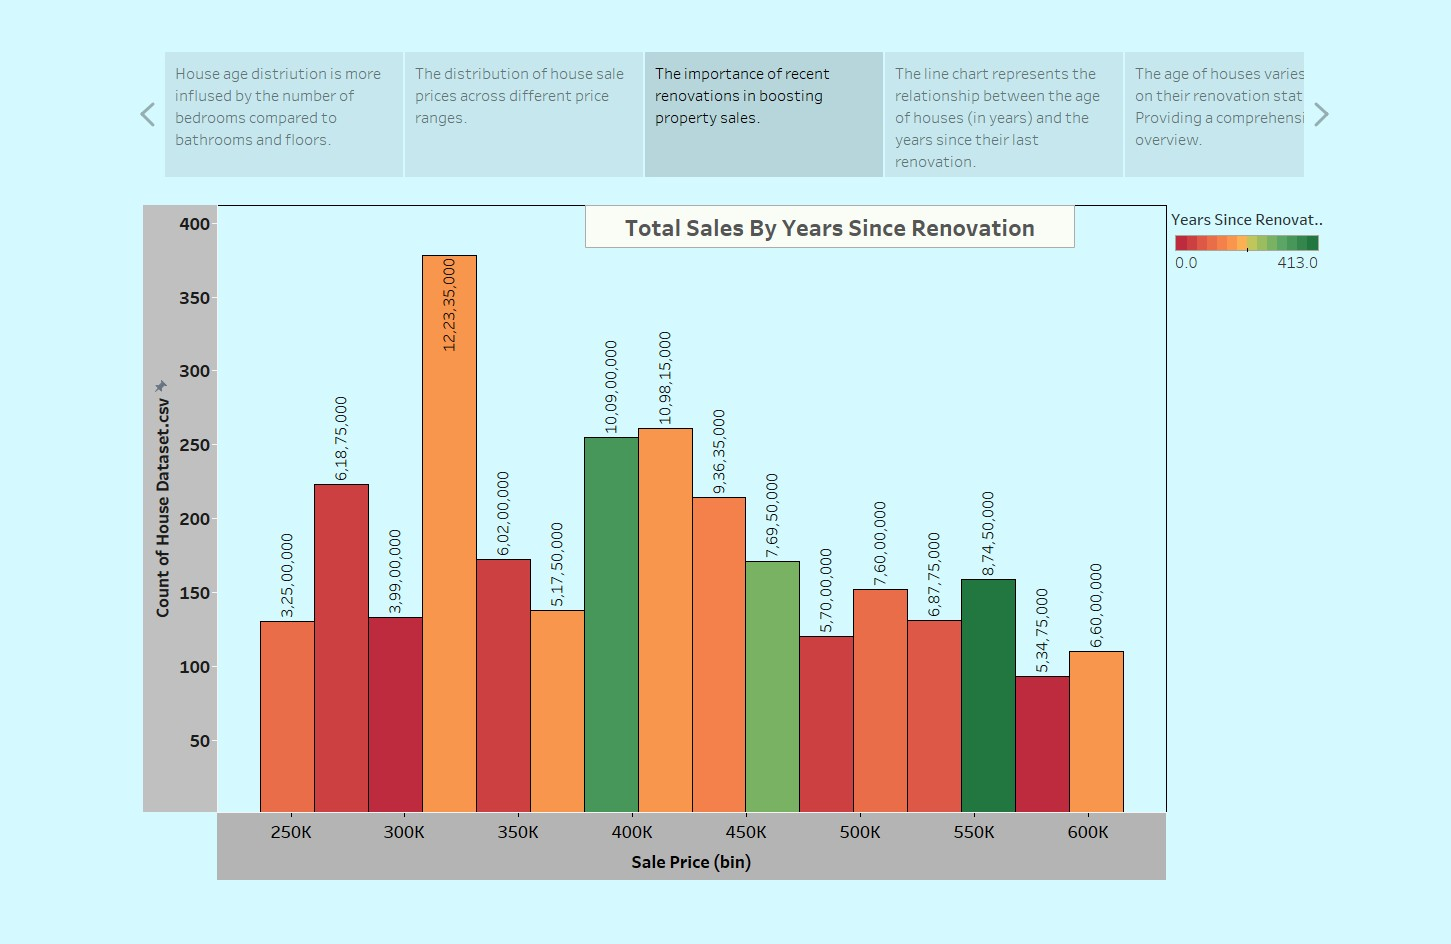 House age distriution is more
inflused by the number of
bedrooms compared to
bathrooms and floors.
The distribution of house sale
prices across different price
ranges.
The importance of recent
renovations in boosting
property sales.
The line chart represents the
relationship between the age
of houses (in years) and the
years since their last
renovation.
The age of houses varies
on their renovation stat
Providing a comprehensi
overview.
Total Sales By Years Since Renovation
Years Since Renovat..
0.0
413.0
Count of House Dataset.csv
400
350
300
250
200
150
100
50
3,25,00,000
6,18,75,000
3,99,00,000
12,23,35,000
6,02,00,000
5,17,50,000
10,09,00,000
10,98,15,000
9,36,35,000
7,69,50,000
5,70,00,000
7,60,00,000
6,87,75,000
8,74,50,000
5,34,75,000
6,60,00,000
250K
300K
350K
400K
450K
500K
550K
600K
Sale Price (bin)